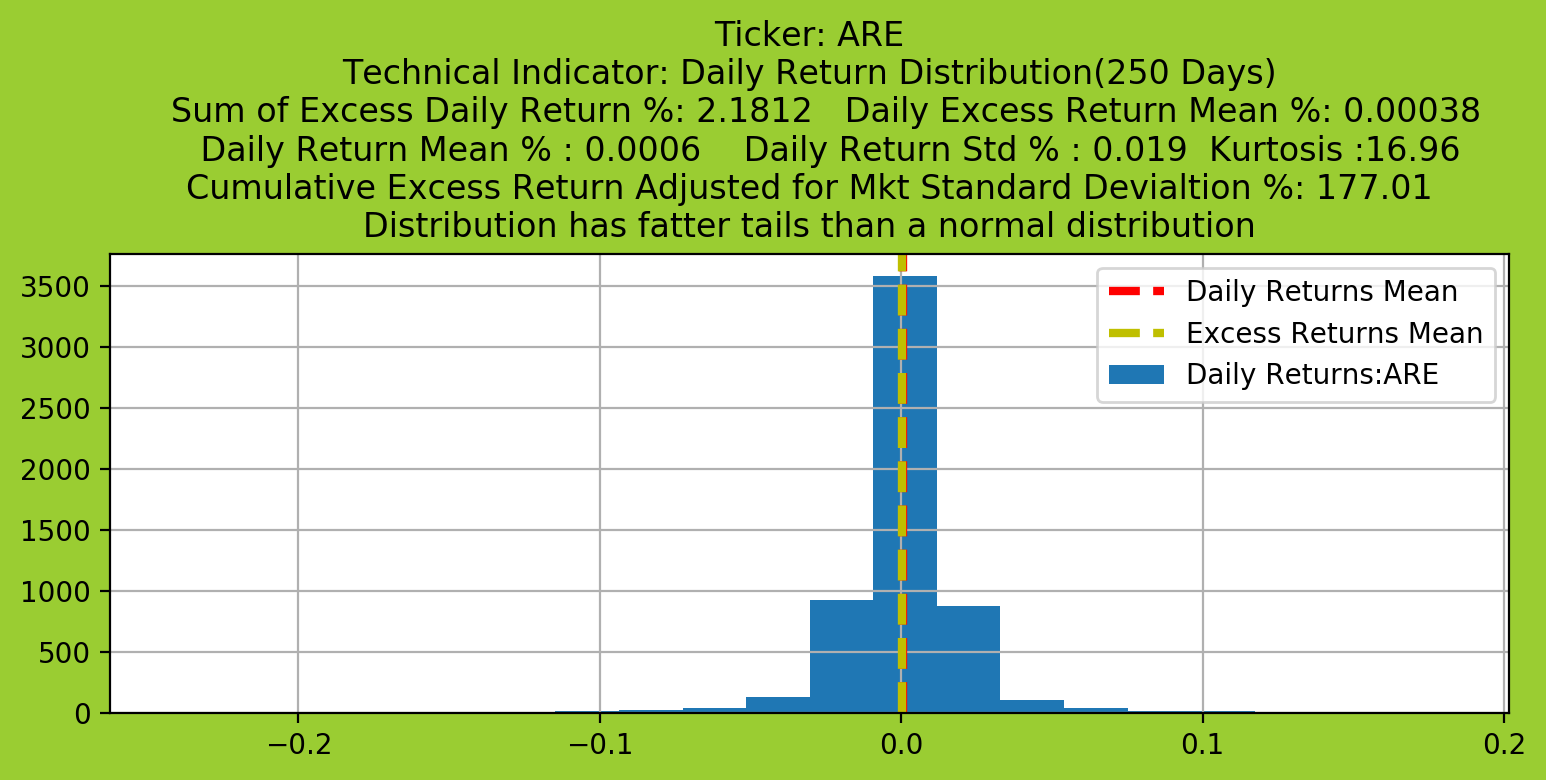 Ticker: ARE
Technical Indicator: Daily Return Distribution(250 Days)
Sum of Excess Daily Return %: 2.1812   Daily Excess Return Mean %: 0.00038
Daily Return Mean % : 0.0006    Daily Return Std % : 0.019  Kurtosis :16.96
Cumulative Excess Return Adjusted for Mkt Standard Devialtion %: 177.01
Distribution has fatter tails than a normal distribution
3500
3000
2500
2000
1500
1000
500
0
Daily Returns Mean
Excess Returns Mean
Daily Returns:ARE
−0.2
−0.1
0.0
0.1
0.2